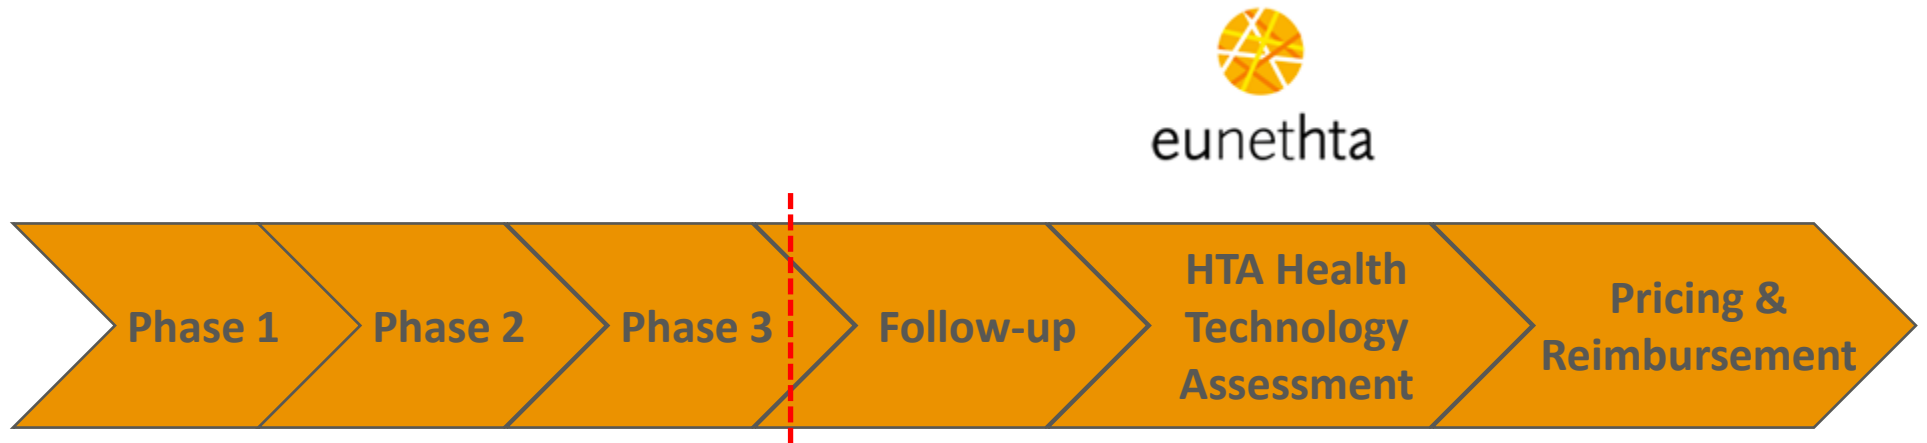 eunethta
Phase 1
Phase 2
Phase 3
Follow-up
HTA Health
Technology
Assessment
Pricing &
Reimbursement